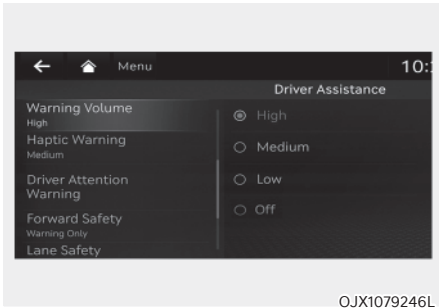 Menu
10:
Driver Assistance
Warning Volume
High
Haptic Warning
Medium
Driver Attention
Warning
Forward Safety
Warning Only
Lane Safety
High
Medium
Low
Off
OJX1079246L